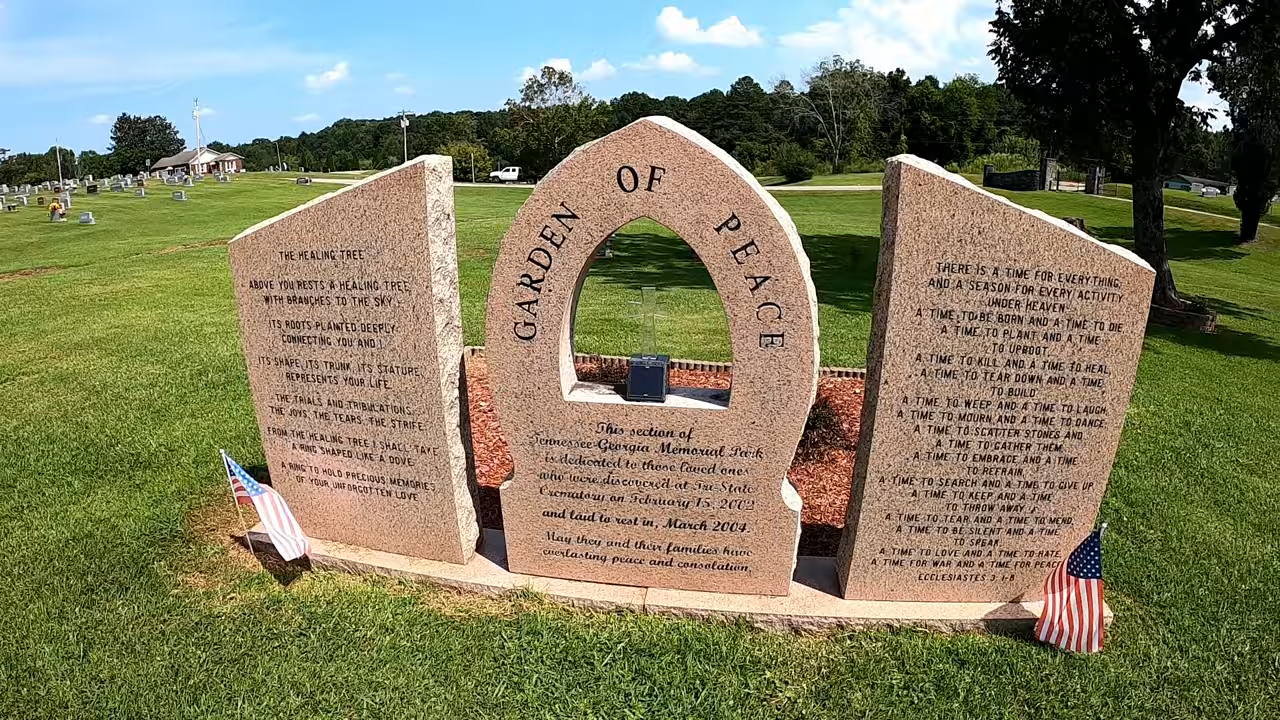 THE HEALING TREE
ABOVE YOU RESTS A HEALING TREE,
WITH BRANCHES TO THE SKY.
ITS ROOTS PLANTED DEEPLY
CONNECTING YOU AND I.
ITS SHAPE, ITS TRUNK, ITS STATURE
REPRESENTS YOUR LIFE.
THE TRIALS AND TRIBULATIONS,
THE JOYS, THE TEARS, THE STRIFE.
FROM THE HEALING TREE I SHALL TAKE
A RING SHAPED LIKE A DOVE.
A RING TO HOLD PRECIOUS MEMORIES
OF YOUR UNFORGOTTEN LOVE.
GARDEN OF PEACE
This section of
Tennessee-Georgia Memorial Park
is dedicated to those loved ones
who were discovered at Tri-State
Crematory on February 15, 2002
and laid to rest in, March 2004.
May they and their families have
everlasting peace and consolation.
THERE IS A TIME FOR EVERYTHING,
AND A SEASON FOR EVERY ACTIVITY
UNDER HEAVEN:
A TIME TO BE BORN AND A TIME TO DIE,
A TIME TO PLANT AND A TIME
TO UPROOT,
A TIME TO KILL AND A TIME TO HEAL,
A TIME TO TEAR DOWN AND A TIME
TO BUILD,
A TIME TO WEEP AND A TIME TO LAUGH,
A TIME TO MOURN AND A TIME TO DANCE,
A TIME TO SCATTER STONES AND
A TIME TO GATHER THEM,
A TIME TO EMBRACE AND A TIME
TO REFRAIN,
A TIME TO SEARCH AND A TIME TO GIVE UP,
A TIME TO KEEP AND A TIME
TO THROW AWAY,
A TIME TO TEAR AND A TIME TO MEND,
A TIME TO BE SILENT AND A TIME
TO SPEAK,
A TIME TO LOVE AND A TIME TO HATE,
A TIME FOR WAR AND A TIME FOR PEACE.
ECCLESIASTES 3: 1-8